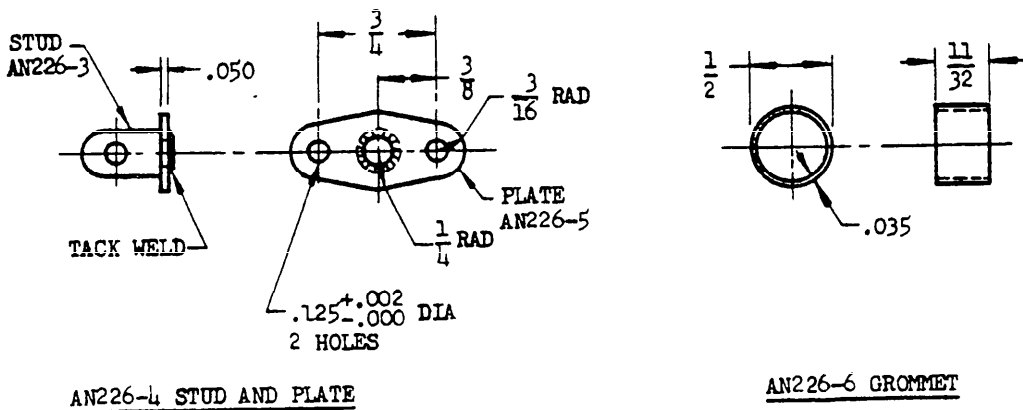 STUD
AN226-3
.050
3/4
3/8
3/16 RAD
PLATE
AN226-5
1/4 RAD
TACK WELD
.125 +.002 -.000 DIA
2 HOLES
AN226-4 STUD AND PLATE
1/2
11/32
.035
AN226-6 GROMMET